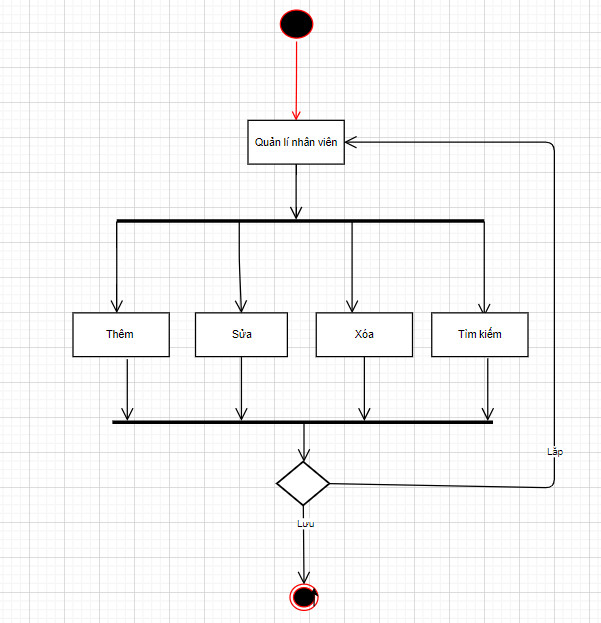 Quản lí nhân viên
Thêm
Sửa
Xóa
Tìm kiếm
Lặp
Lưu